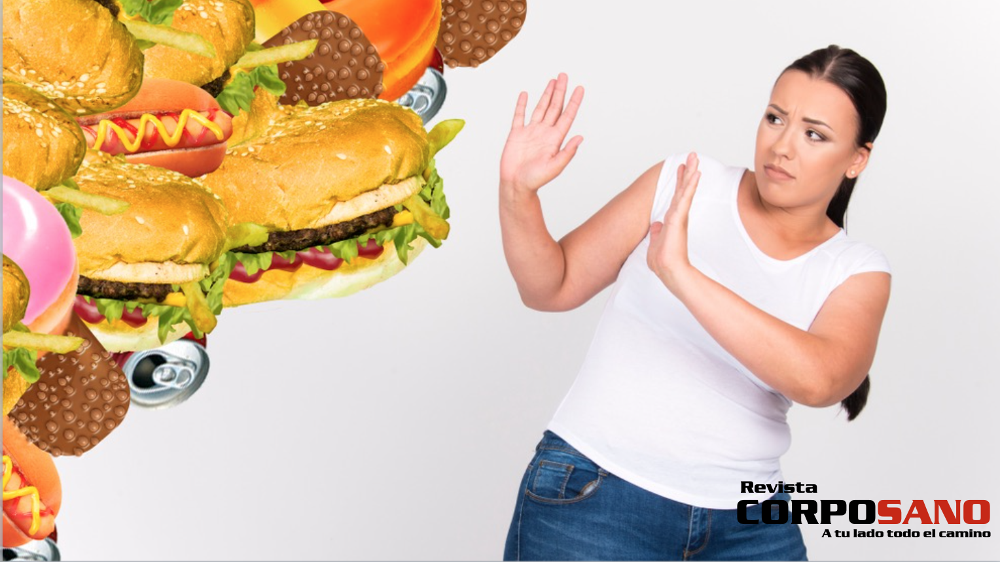 Revista
CORPOSANO
A tu lado todo el camino